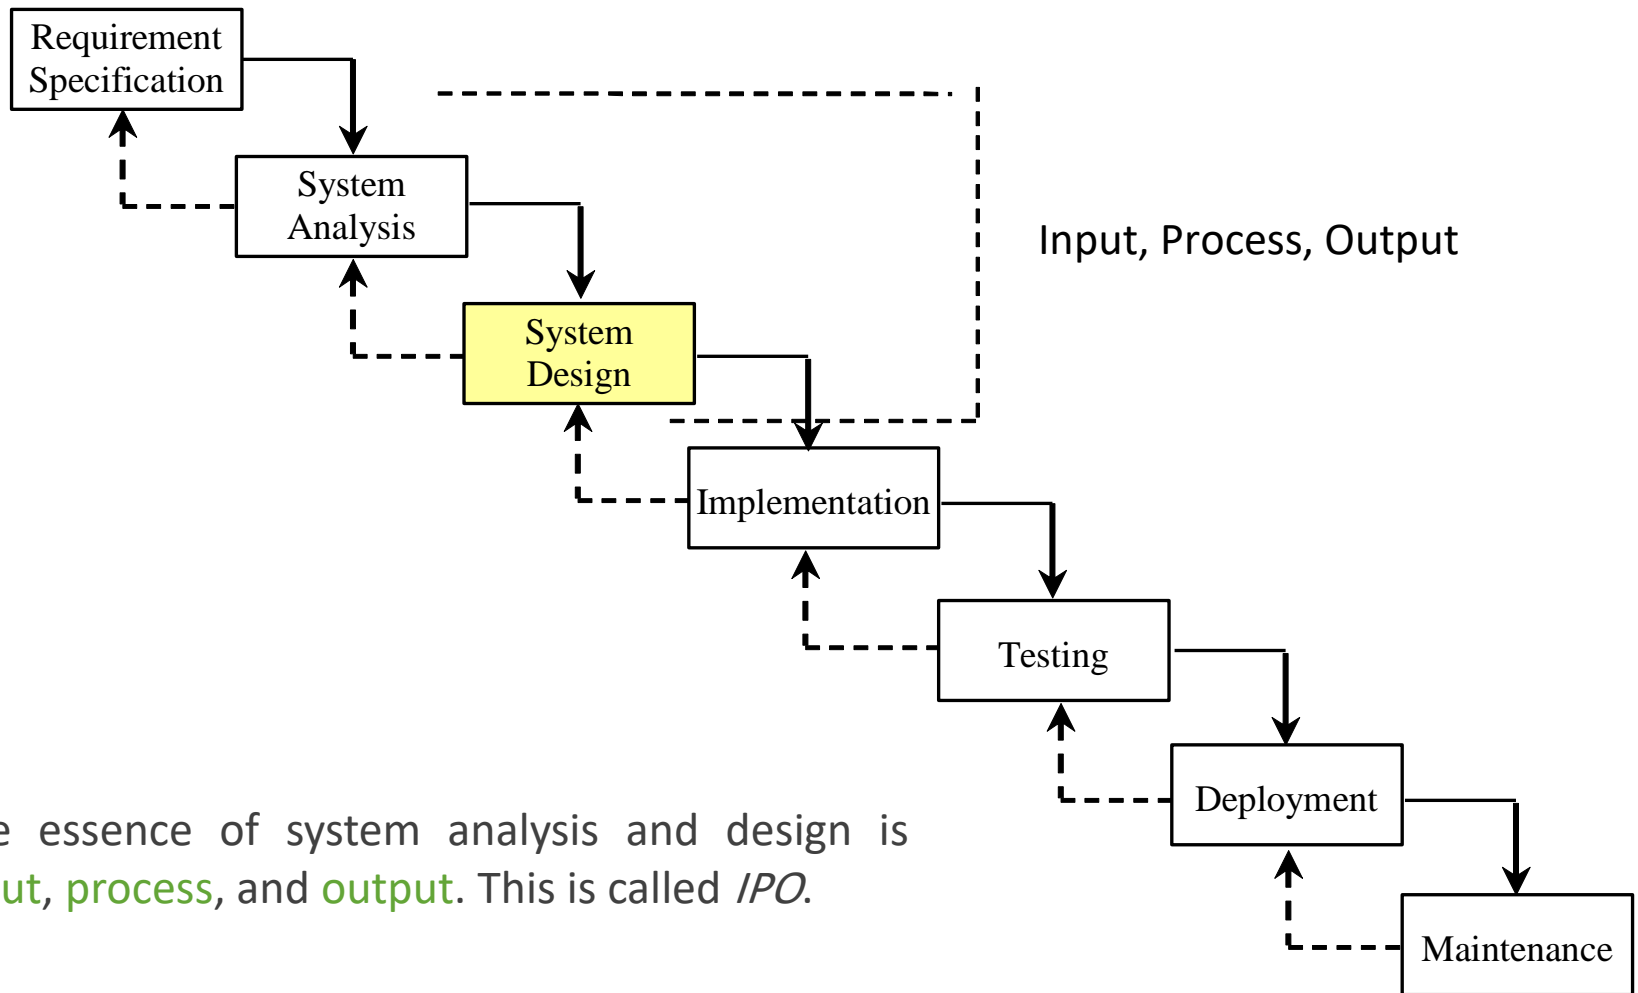 Requirement
Specification
System
Analysis
Input, Process, Output
System
Design
Implementation
Testing
Deployment
essence of system analysis and design is
process, and output. This is called IPO.
Maintenance